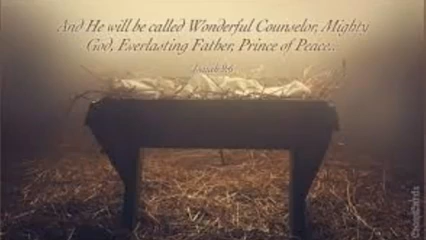 And He will be called Wonderful Counselor, Mighty
God, Everlasting Father, Prince of Peace...
Isaiah 9:6